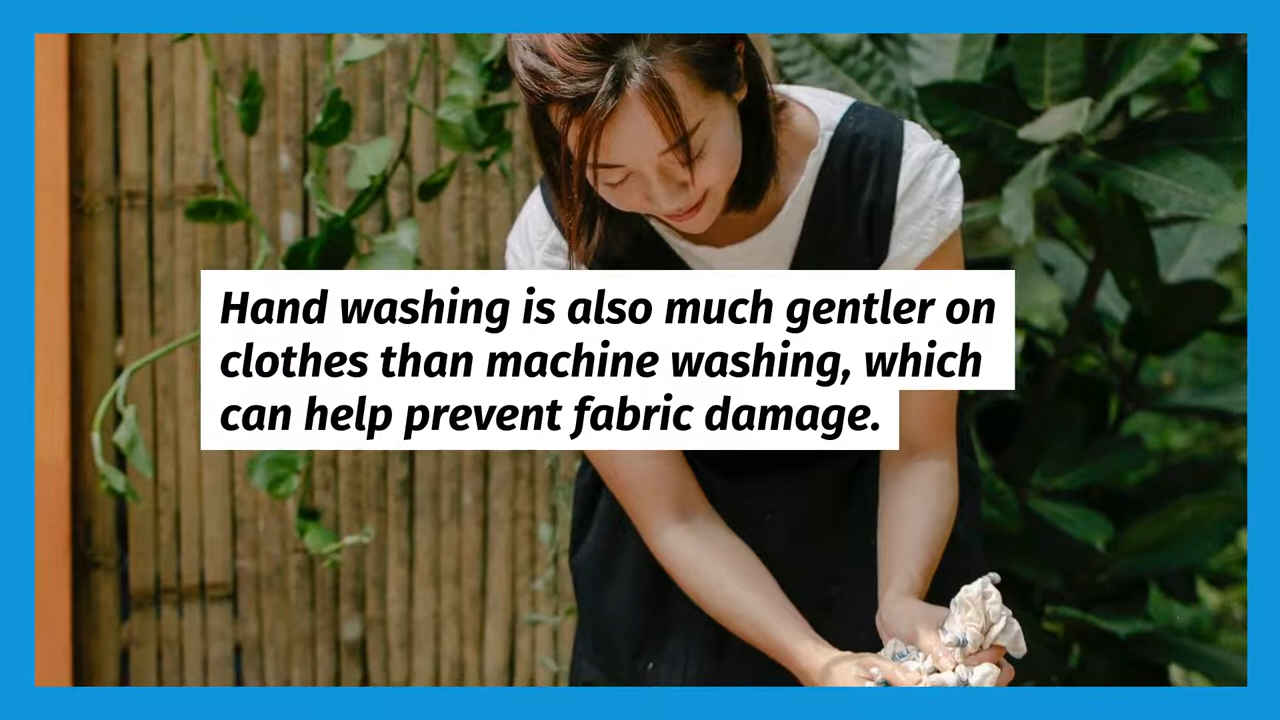 Hand washing is also much gentler on
clothes than machine washing, which
can help prevent fabric damage.